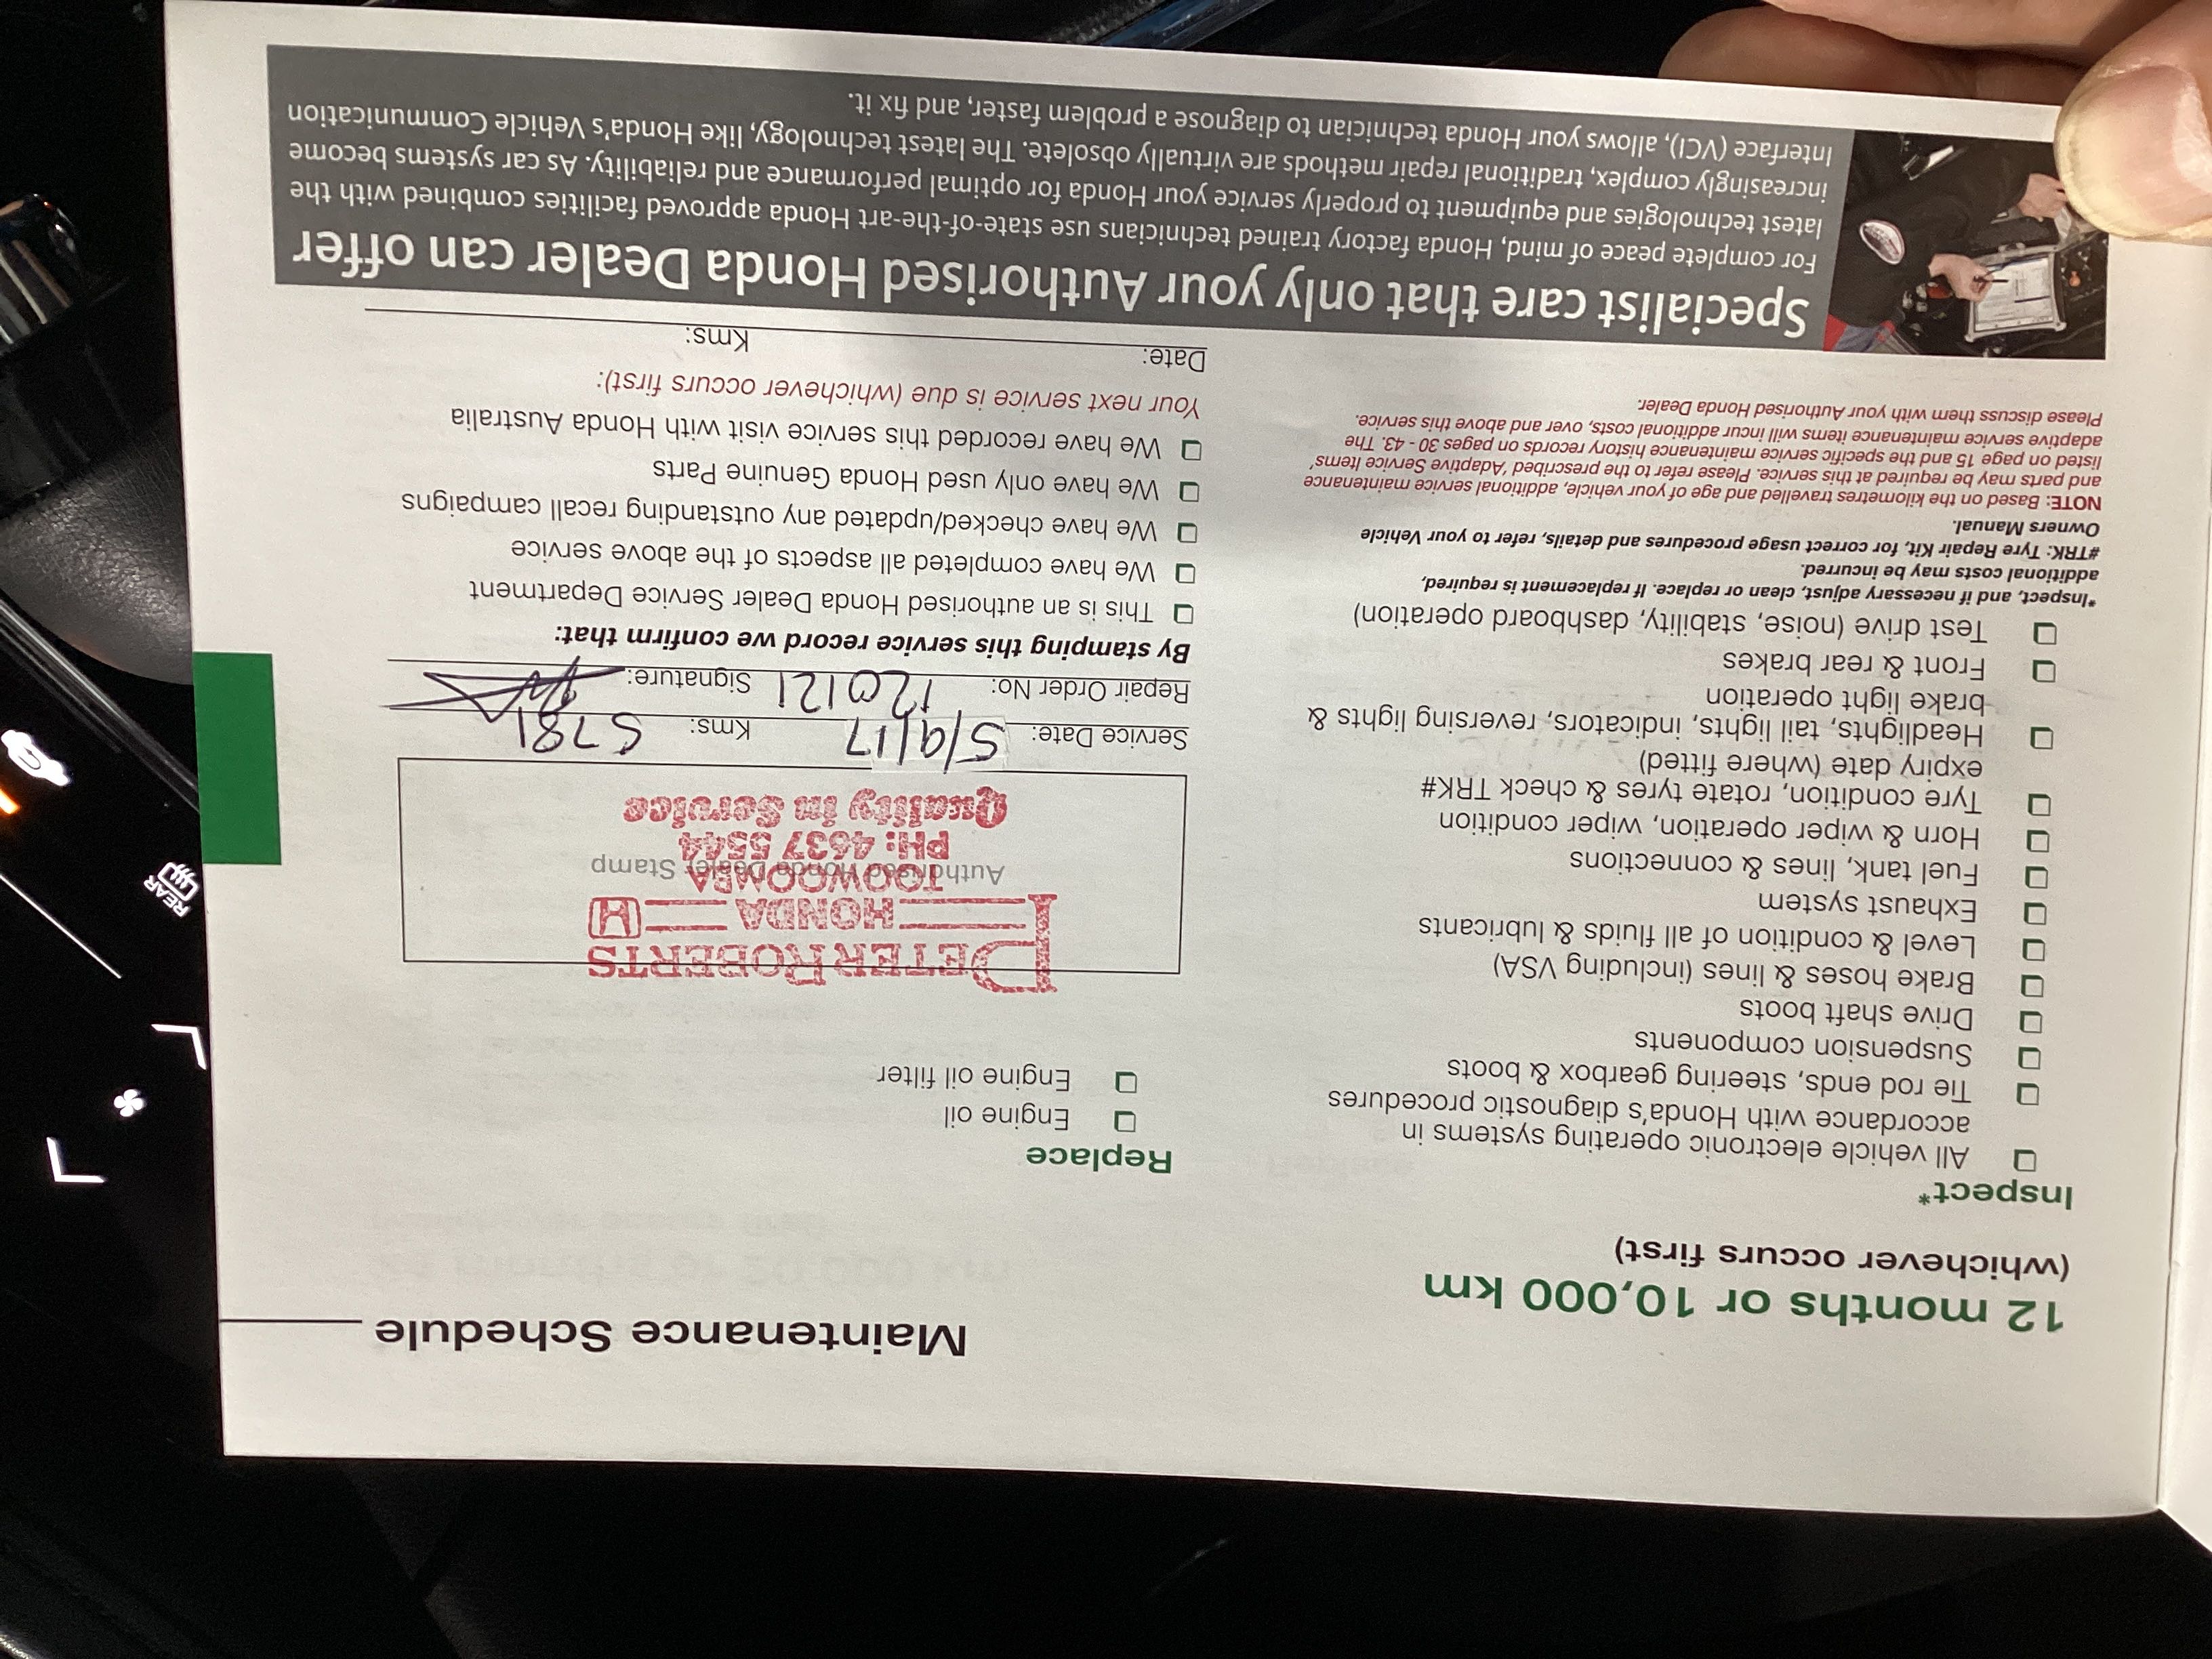 Maintenance Schedule
12 months or 10,000 km
(whichever occurs first)
Inspect*
All vehicle electronic operating systems in
accordance with Honda's diagnostic procedures
Tie rod ends, steering gearbox & boots
Suspension components
Drive shaft boots
Brake hoses & lines (including VSA)
Level & condition of all fluids & lubricants
Exhaust system
Fuel tank, lines & connections
Horn & wiper operation, wiper condition
Tyre condition, rotate tyres & check TRK#
expiry date (where fitted)
Headlights, tail lights, indicators, reversing lights &
brake light operation
Front & rear brakes
Test drive (noise, stability, dashboard operation)
*Inspect, and if necessary adjust, clean or replace. If replacement is required,
additional costs may be incurred.
#TRK: Tyre Repair Kit, for correct usage procedures and details, refer to your Vehicle
Owners Manual.
NOTE: Based on the kilometres travelled and age of your vehicle, additional service maintenance
and parts may be required at this service. Please refer to the prescribed 'Adaptive Service Items'
listed on page 15 and the specific service maintenance history records on pages 30 - 43. The
adaptive service maintenance items will incur additional costs, over and above this service.
Please discuss them with your Authorised Honda Dealer.
Replace
Engine oil
Engine oil filter
PETER ROBERTS
HONDA
TOOWOOMBA
Authorised Honda Dealer Stamp
PH: 4637 5544
Quality in Service
Service Date: 5/9/17 Kms: 5781
Repair Order No: 120121 Signature:
By stamping this service record we confirm that:
This is an authorised Honda Dealer Service Department
We have completed all aspects of the above service
We have checked/updated any outstanding recall campaigns
We have only used Honda Genuine Parts
We have recorded this service visit with Honda Australia
Your next service is due (whichever occurs first):
Date: Kms:
Specialist care that only your Authorised Honda Dealer can offer
For complete peace of mind, Honda factory trained technicians use state-of-the-art Honda approved facilities combined with the
latest technologies and equipment to properly service your Honda for optimal performance and reliability. As car systems become
increasingly complex, traditional repair methods are virtually obsolete. The latest technology, like Honda's Vehicle Communication
Interface (VCI), allows your Honda technician to diagnose a problem faster, and fix it.
REAR